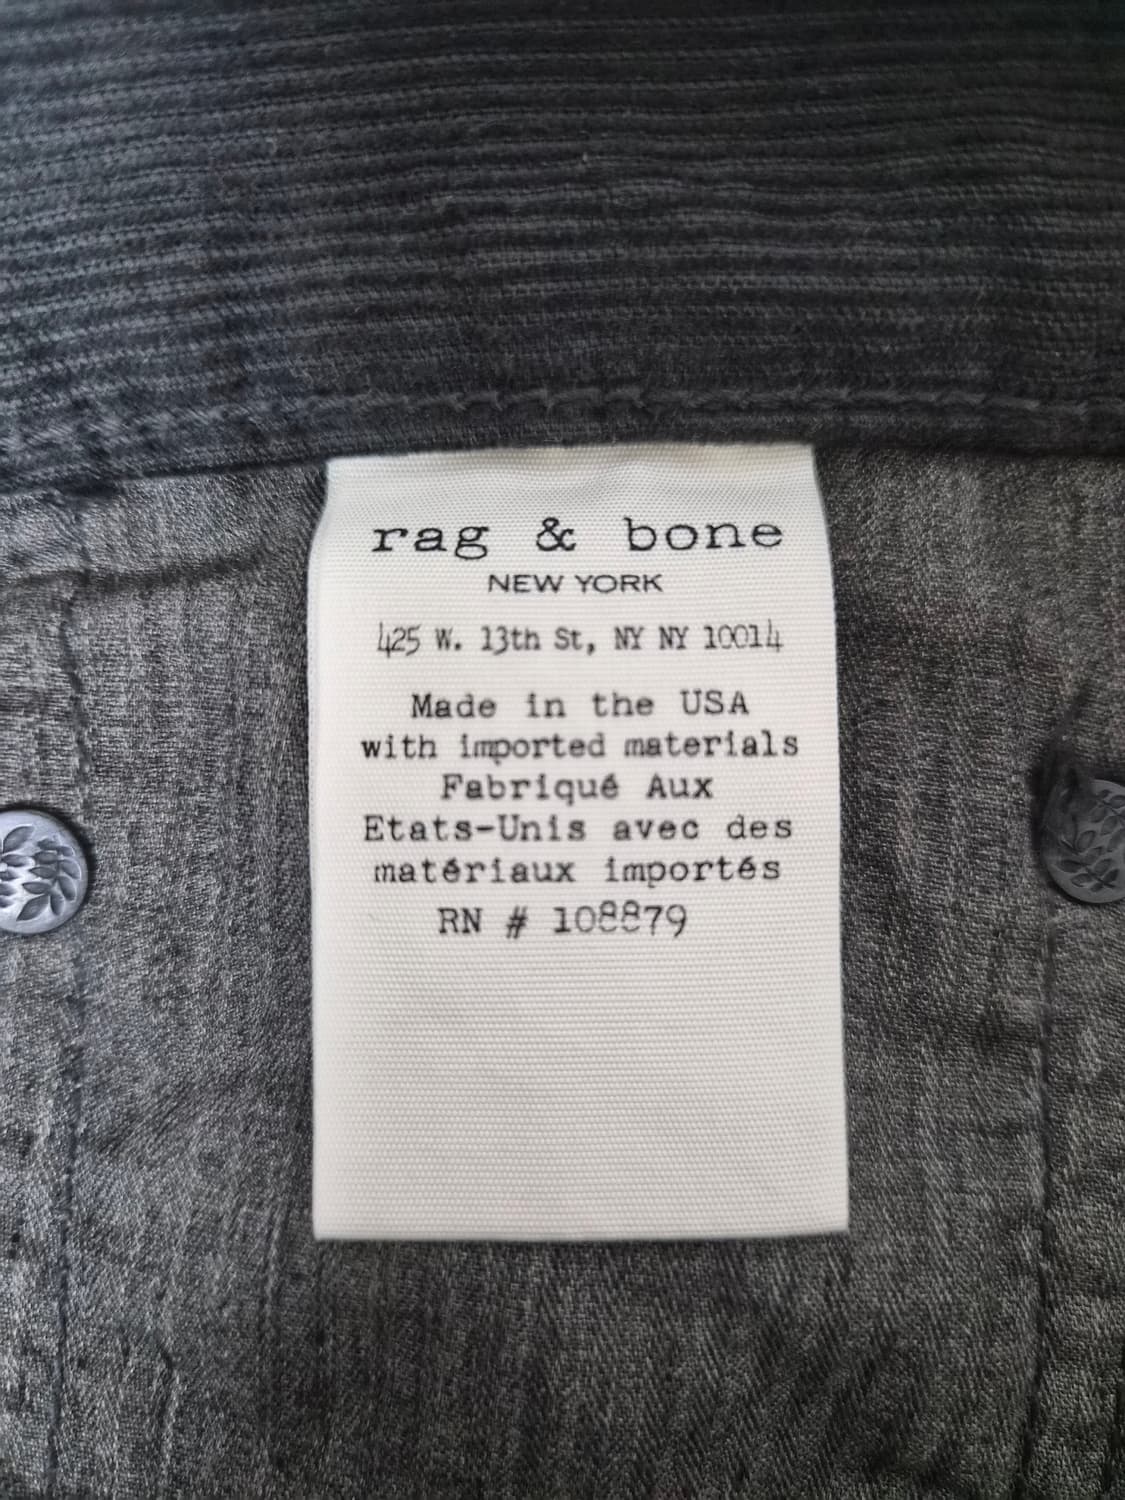 rag & bone
NEW YORK
425 W. 13th St, NY NY 10014
Made in the USA
with imported materials
Fabriqué Aux
Etats-Unis avec des
matériaux importés
RN # 108879